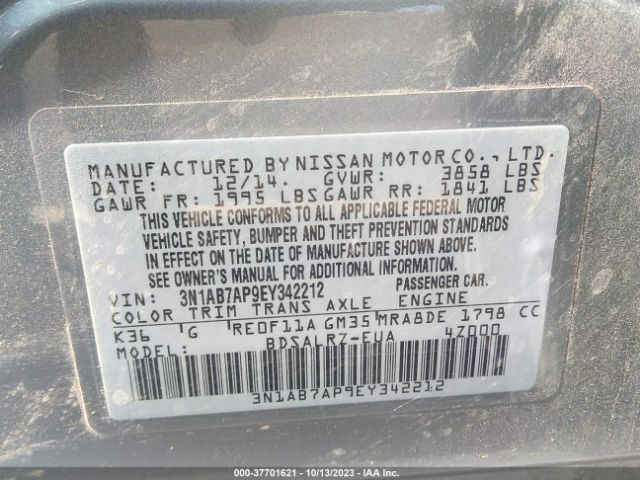 MANUFACTURED BY NISSAN MOTOR CO., LTD.
DATE: 12/14. GVWR: 3858 LBS
GAWR FR: 1995 LBS GAWR RR: 1841 LBS
THIS VEHICLE CONFORMS TO ALL APPLICABLE FEDERAL MOTOR
VEHICLE SAFETY, BUMPER AND THEFT PREVENTION STANDARDS
IN EFFECT ON THE DATE OF MANUFACTURE SHOWN ABOVE.
SEE OWNER'S MANUAL FOR ADDITIONAL INFORMATION.
VIN: 3N1AB7AP9EY342212 PASSENGER CAR.
COLOR TRIM TRANS AXLE ENGINE
K36 G RE0F11A GM35 MRA8DE 1798 CC
MODEL: BDSALRZ-EUA 4Z000
3N1AB7AP9EY342212
000-37701621 - 10/13/2023 - IAA Inc.